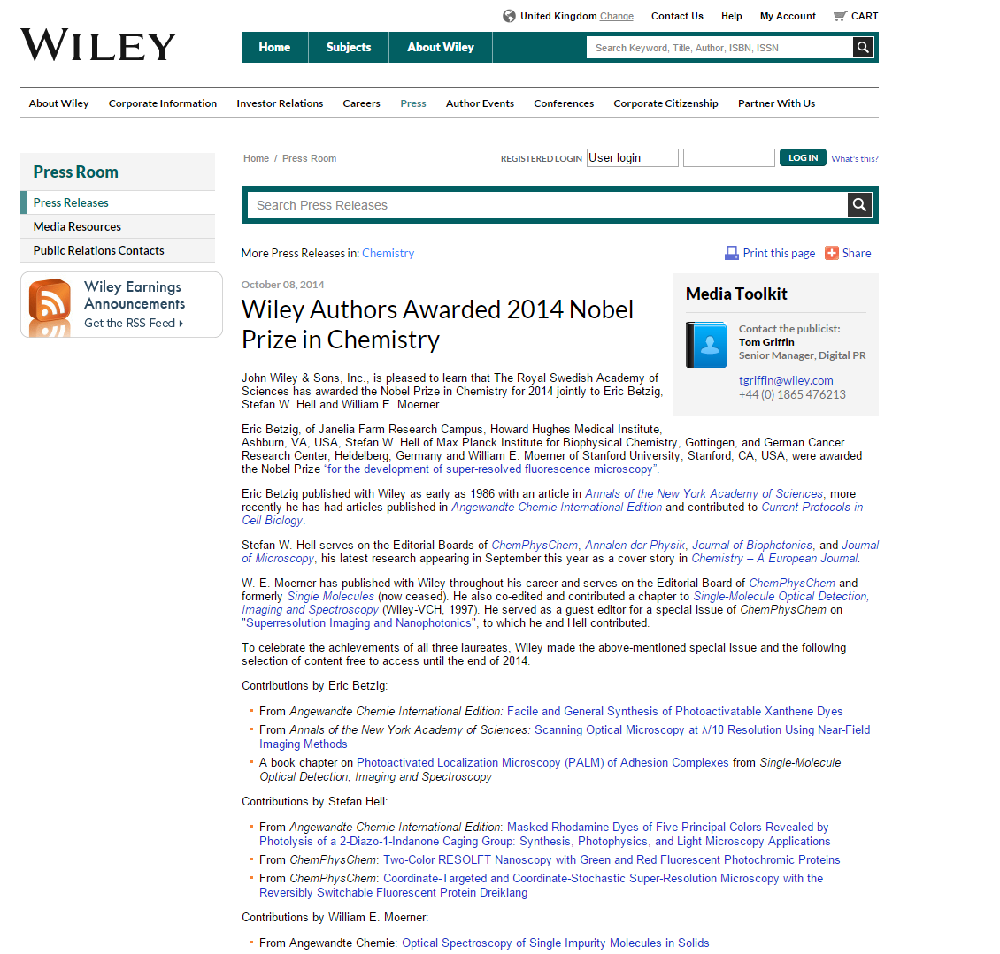 United Kingdom Change Contact Us Help My Account CART
WILEY
Home Subjects About Wiley Search Keyword, Title, Author, ISBN, ISSN
About Wiley Corporate Information Investor Relations Careers Press Author Events Conferences Corporate Citizenship Partner With Us
Press Room
Press Releases
Media Resources
Public Relations Contacts
Wiley Earnings
Announcements
Get the RSS Feed
Home / Press Room REGISTERED LOGIN User login LOG IN What's this?
Search Press Releases
More Press Releases in: Chemistry Print this page Share
October 08, 2014
Wiley Authors Awarded 2014 Nobel
Prize in Chemistry
Media Toolkit
Contact the publicist:
Tom Griffin
Senior Manager, Digital PR
tgriffin@wiley.com
+44 (0) 1865 476213
John Wiley & Sons, Inc., is pleased to learn that The Royal Swedish Academy of
Sciences has awarded the Nobel Prize in Chemistry for 2014 jointly to Eric Betzig,
Stefan W. Hell and William E. Moerner.
Eric Betzig, of Janelia Farm Research Campus, Howard Hughes Medical Institute,
Ashburn, VA, USA, Stefan W. Hell of Max Planck Institute for Biophysical Chemistry, Göttingen, and German Cancer
Research Center, Heidelberg, Germany and William E. Moerner of Stanford University, Stanford, CA, USA, were awarded
the Nobel Prize “for the development of super-resolved fluorescence microscopy”.
Eric Betzig published with Wiley as early as 1986 with an article in Annals of the New York Academy of Sciences, more
recently he has had articles published in Angewandte Chemie International Edition and contributed to Current Protocols in
Cell Biology.
Stefan W. Hell serves on the Editorial Boards of ChemPhysChem, Annalen der Physik, Journal of Biophotonics, and Journal
of Microscopy, his latest research appearing in September this year as a cover story in Chemistry – A European Journal.
W. E. Moerner has published with Wiley throughout his career and serves on the Editorial Board of ChemPhysChem and
formerly Single Molecules (now ceased). He also co-edited and contributed a chapter to Single-Molecule Optical Detection,
Imaging and Spectroscopy (Wiley-VCH, 1997). He served as a guest editor for a special issue of ChemPhysChem on
"Superresolution Imaging and Nanophotonics", to which he and Hell contributed.
To celebrate the achievements of all three laureates, Wiley made the above-mentioned special issue and the following
selection of content free to access until the end of 2014.
Contributions by Eric Betzig:
From Angewandte Chemie International Edition: Facile and General Synthesis of Photoactivatable Xanthene Dyes
From Annals of the New York Academy of Sciences: Scanning Optical Microscopy at λ/10 Resolution Using Near-Field
Imaging Methods
A book chapter on Photoactivated Localization Microscopy (PALM) of Adhesion Complexes from Single-Molecule
Optical Detection, Imaging and Spectroscopy
Contributions by Stefan Hell:
From Angewandte Chemie International Edition: Masked Rhodamine Dyes of Five Principal Colors Revealed by
Photolysis of a 2-Diazo-1-Indanone Caging Group: Synthesis, Photophysics, and Light Microscopy Applications
From ChemPhysChem: Two-Color RESOLFT Nanoscopy with Green and Red Fluorescent Photochromic Proteins
From ChemPhysChem: Coordinate-Targeted and Coordinate-Stochastic Super-Resolution Microscopy with the
Reversibly Switchable Fluorescent Protein Dreiklang
Contributions by William E. Moerner:
From Angewandte Chemie: Optical Spectroscopy of Single Impurity Molecules in Solids